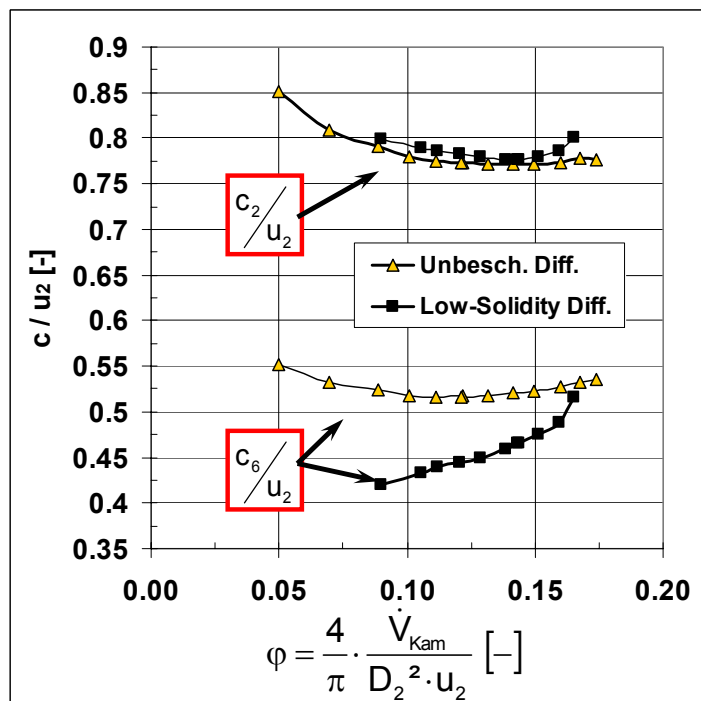 0.9
0.85
0.8
0.75
0.7
0.65
0.6
0.55
0.5
0.45
0.4
0.35
c / u₂ [-]
c₂/u₂
Unbesch. Diff.
Low-Solidity Diff.
c₆/u₂
0.00 0.05 0.10 0.15 0.20
φ = 4/π · V̇_Kam / D₂² · u₂ [−]